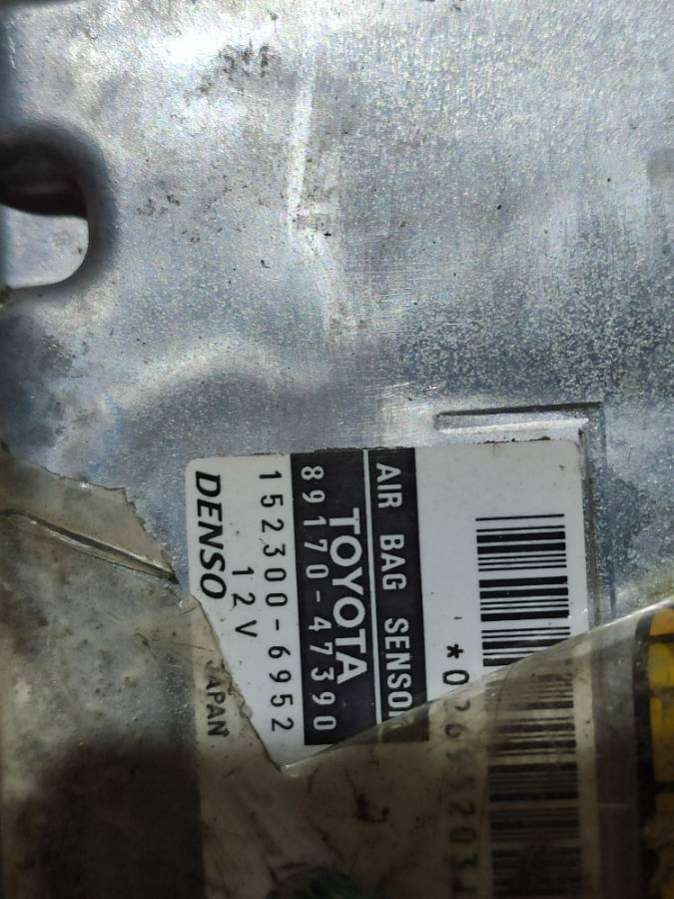 AIR BAG SENSO
TOYOTA
89170-47390
152300-6952
12V
DENSO
JAPAN